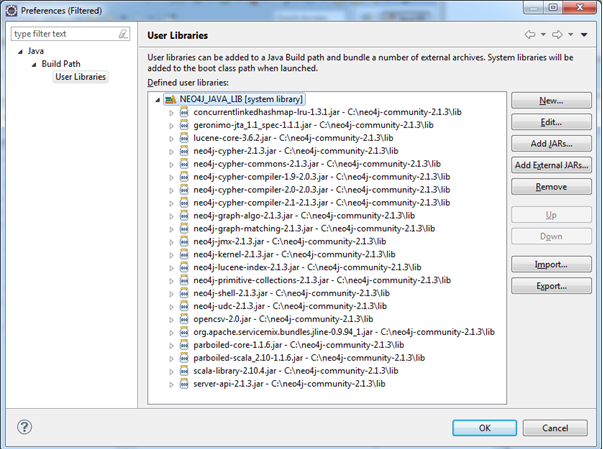 Preferences (Filtered)
type filter text
Java
Build Path
User Libraries
User Libraries
User libraries can be added to a Java Build path and bundle a number of external archives. System libraries will be
added to the boot class path when launched.
Defined user libraries:
NEO4J_JAVA_LIB [system library]
concurrentlinkedhashmap-lru-1.3.1.jar - C:\neo4j-community-2.1.3\lib
geronimo-jta_1.1_spec-1.1.1.jar - C:\neo4j-community-2.1.3\lib
lucene-core-3.6.2.jar - C:\neo4j-community-2.1.3\lib
neo4j-cypher-2.1.3.jar - C:\neo4j-community-2.1.3\lib
neo4j-cypher-commons-2.1.3.jar - C:\neo4j-community-2.1.3\lib
neo4j-cypher-compiler-1.9-2.0.3.jar - C:\neo4j-community-2.1.3\lib
neo4j-cypher-compiler-2.0-2.0.3.jar - C:\neo4j-community-2.1.3\lib
neo4j-cypher-compiler-2.1-2.1.3.jar - C:\neo4j-community-2.1.3\lib
neo4j-graph-algo-2.1.3.jar - C:\neo4j-community-2.1.3\lib
neo4j-graph-matching-2.1.3.jar - C:\neo4j-community-2.1.3\lib
neo4j-jmx-2.1.3.jar - C:\neo4j-community-2.1.3\lib
neo4j-kernel-2.1.3.jar - C:\neo4j-community-2.1.3\lib
neo4j-lucene-index-2.1.3.jar - C:\neo4j-community-2.1.3\lib
neo4j-primitive-collections-2.1.3.jar - C:\neo4j-community-2.1.3\lib
neo4j-shell-2.1.3.jar - C:\neo4j-community-2.1.3\lib
neo4j-udc-2.1.3.jar - C:\neo4j-community-2.1.3\lib
opencsv-2.0.jar - C:\neo4j-community-2.1.3\lib
org.apache.servicemix.bundles.jline-0.9.94_1.jar - C:\neo4j-community-2.1.3\lib
parboiled-core-1.1.6.jar - C:\neo4j-community-2.1.3\lib
parboiled-scala_2.10-1.1.6.jar - C:\neo4j-community-2.1.3\lib
scala-library-2.10.4.jar - C:\neo4j-community-2.1.3\lib
server-api-2.1.3.jar - C:\neo4j-community-2.1.3\lib
New...
Edit...
Add JARs...
Add External JARs...
Remove
Up
Down
Import...
Export...
OK
Cancel